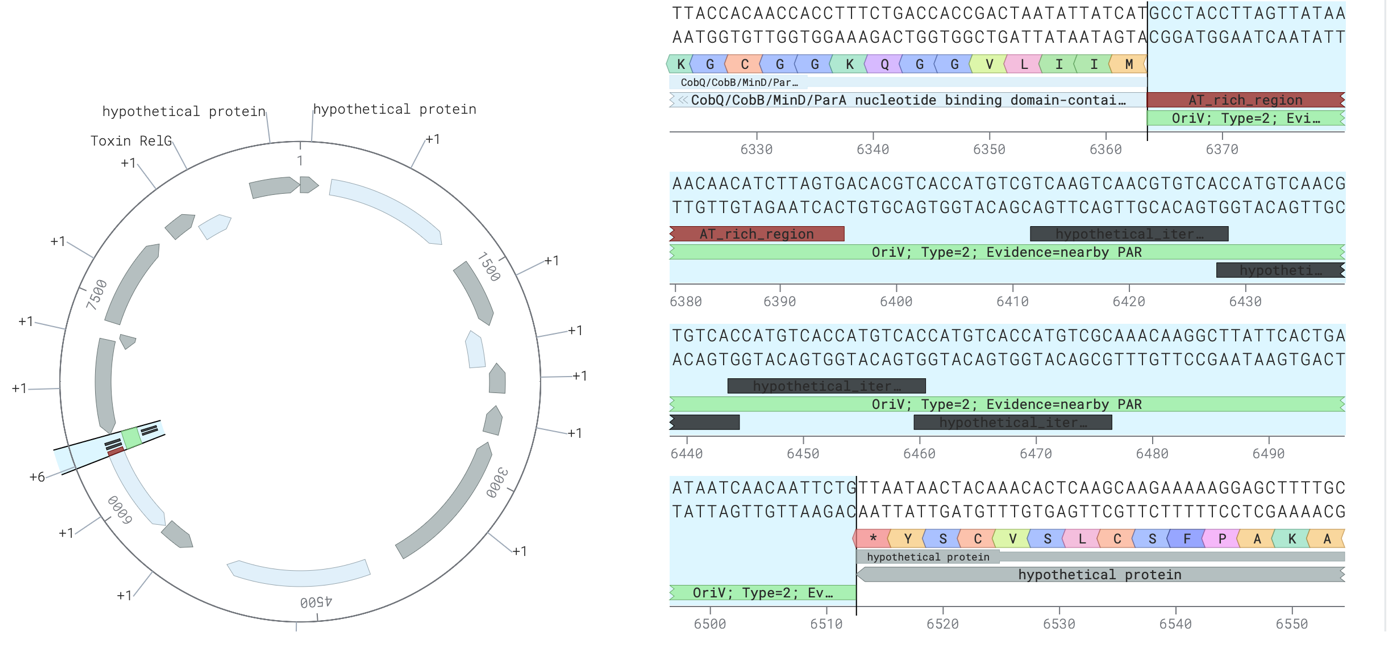 hypothetical protein
hypothetical protein
Toxin RelG
+1
+1
1
+1
+1
1500
7500
+1
+1
+1
+1
+1
+6
3000
6000
+1
+1
+1
4500
TTACCACAACCACCTTTCTGACCACCGACTAATATTATCATGCCTACCTTAGTTATAA
AATGGTGTTGGTGGAAAGACTGGTGGCTGATTATAATAGTACGGATGGAATCAATATT
K G C G G K Q G G V L I I M
CobQ/CobB/MinD/Par…
CobQ/CobB/MinD/ParA nucleotide binding domain-contai… AT_rich_region
OriV; Type=2; Evi…
6330 6340 6350 6360 6370
AACAACATCTTAGTGACACGTCACCATGTCGTCAAGTCAACGTGTCACCATGTCAACG
TTGTTGTAGAATCACTGTGCAGTGGTACAGCAGTTCAGTTGCACAGTGGTACAGTTGC
AT_rich_region hypothetical_iter…
OriV; Type=2; Evidence=nearby PAR
hypotheti…
6380 6390 6400 6410 6420 6430
TGTCACCATGTCACCATGTCACCATGTCACCATGTCGCAAACAAGGCTTATTCACTGA
ACAGTGGTACAGTGGTACAGTGGTACAGTGGTACAGCGTTTGTTCCGAATAAGTGACT
hypothetical_iter…
OriV; Type=2; Evidence=nearby PAR
hypothetical_iter…
6440 6450 6460 6470 6480 6490
ATAATCAACAATTCTGTTAATAACTACAAACACTCAAGCAAGAAAAAGGAGCTTTTGC
TATTAGTTGTTAAGACAATTATTGATGTTTGTGAGTTCGTTCTTTTTCCTCGAAAACG
* Y S C V S L C S F P A K A
hypothetical protein
hypothetical protein
OriV; Type=2; Ev…
6500 6510 6520 6530 6540 6550